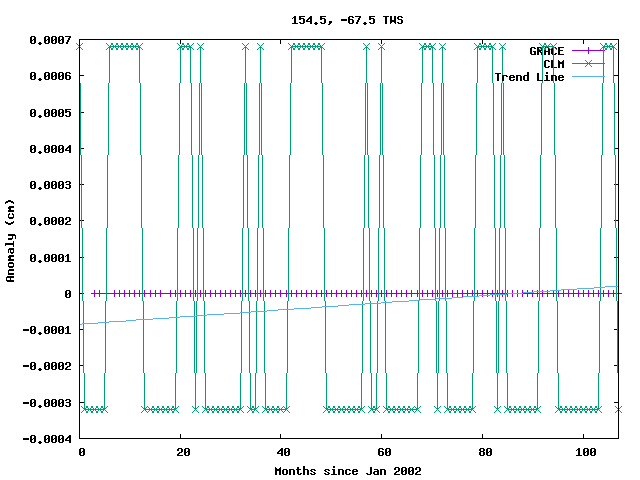 154.5, -67.5 TWS
0.0007
0.0006
0.0005
0.0004
0.0003
0.0002
0.0001
0
-0.0001
-0.0002
-0.0003
-0.0004
Anomaly (cm)
GRACE
CLM
Trend Line
0 20 40 60 80 100
Months since Jan 2002